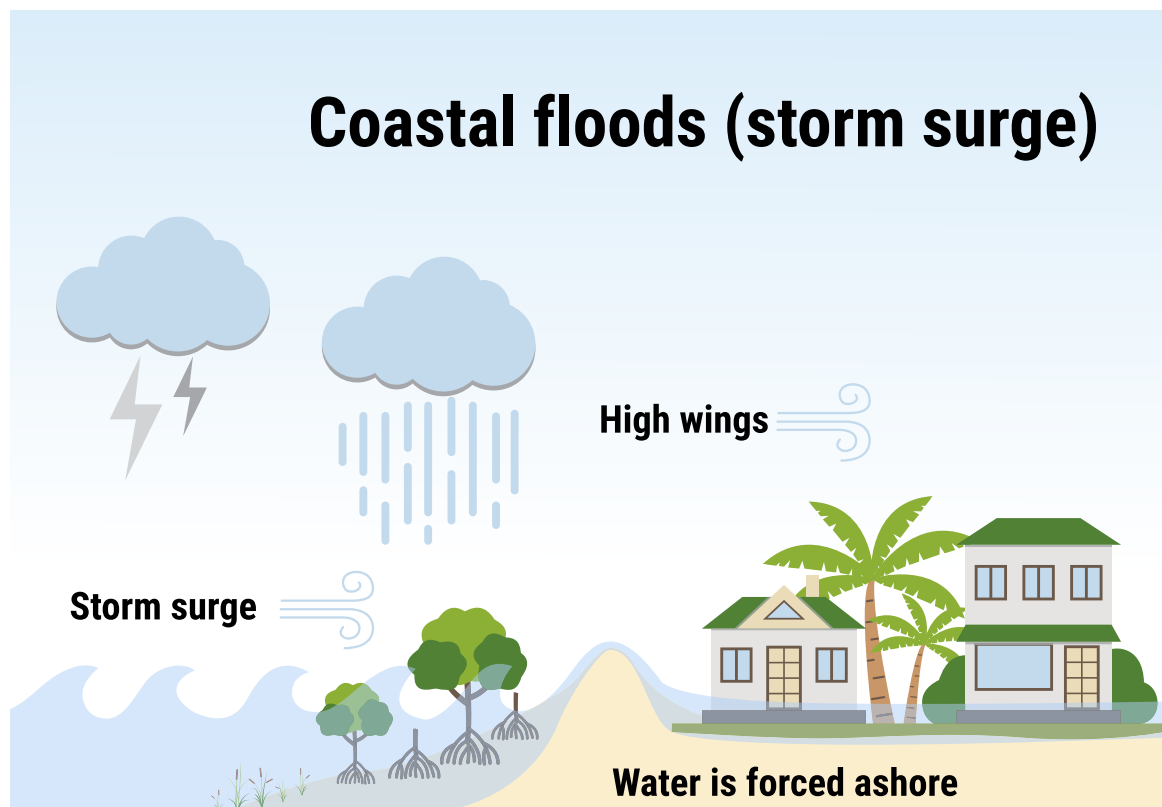 Coastal floods (storm surge)
High wings
Storm surge
Water is forced ashore